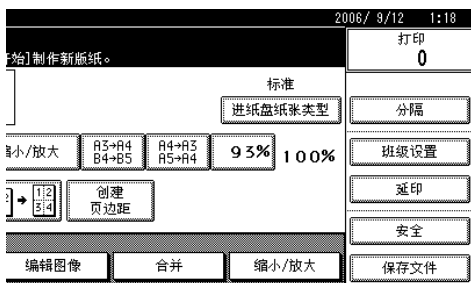 2006/ 9/12 1:18
打印
0
开始]制作新版纸。
标准
进纸盘纸张类型
分隔
缩小/放大
A3→A4
B4→B5
A4→A3
A5→A4
93%
100%
班级设置
2 → 1 2
3 4
创建
页边距
延印
安全
编辑图像
合并
缩小/放大
保存文件